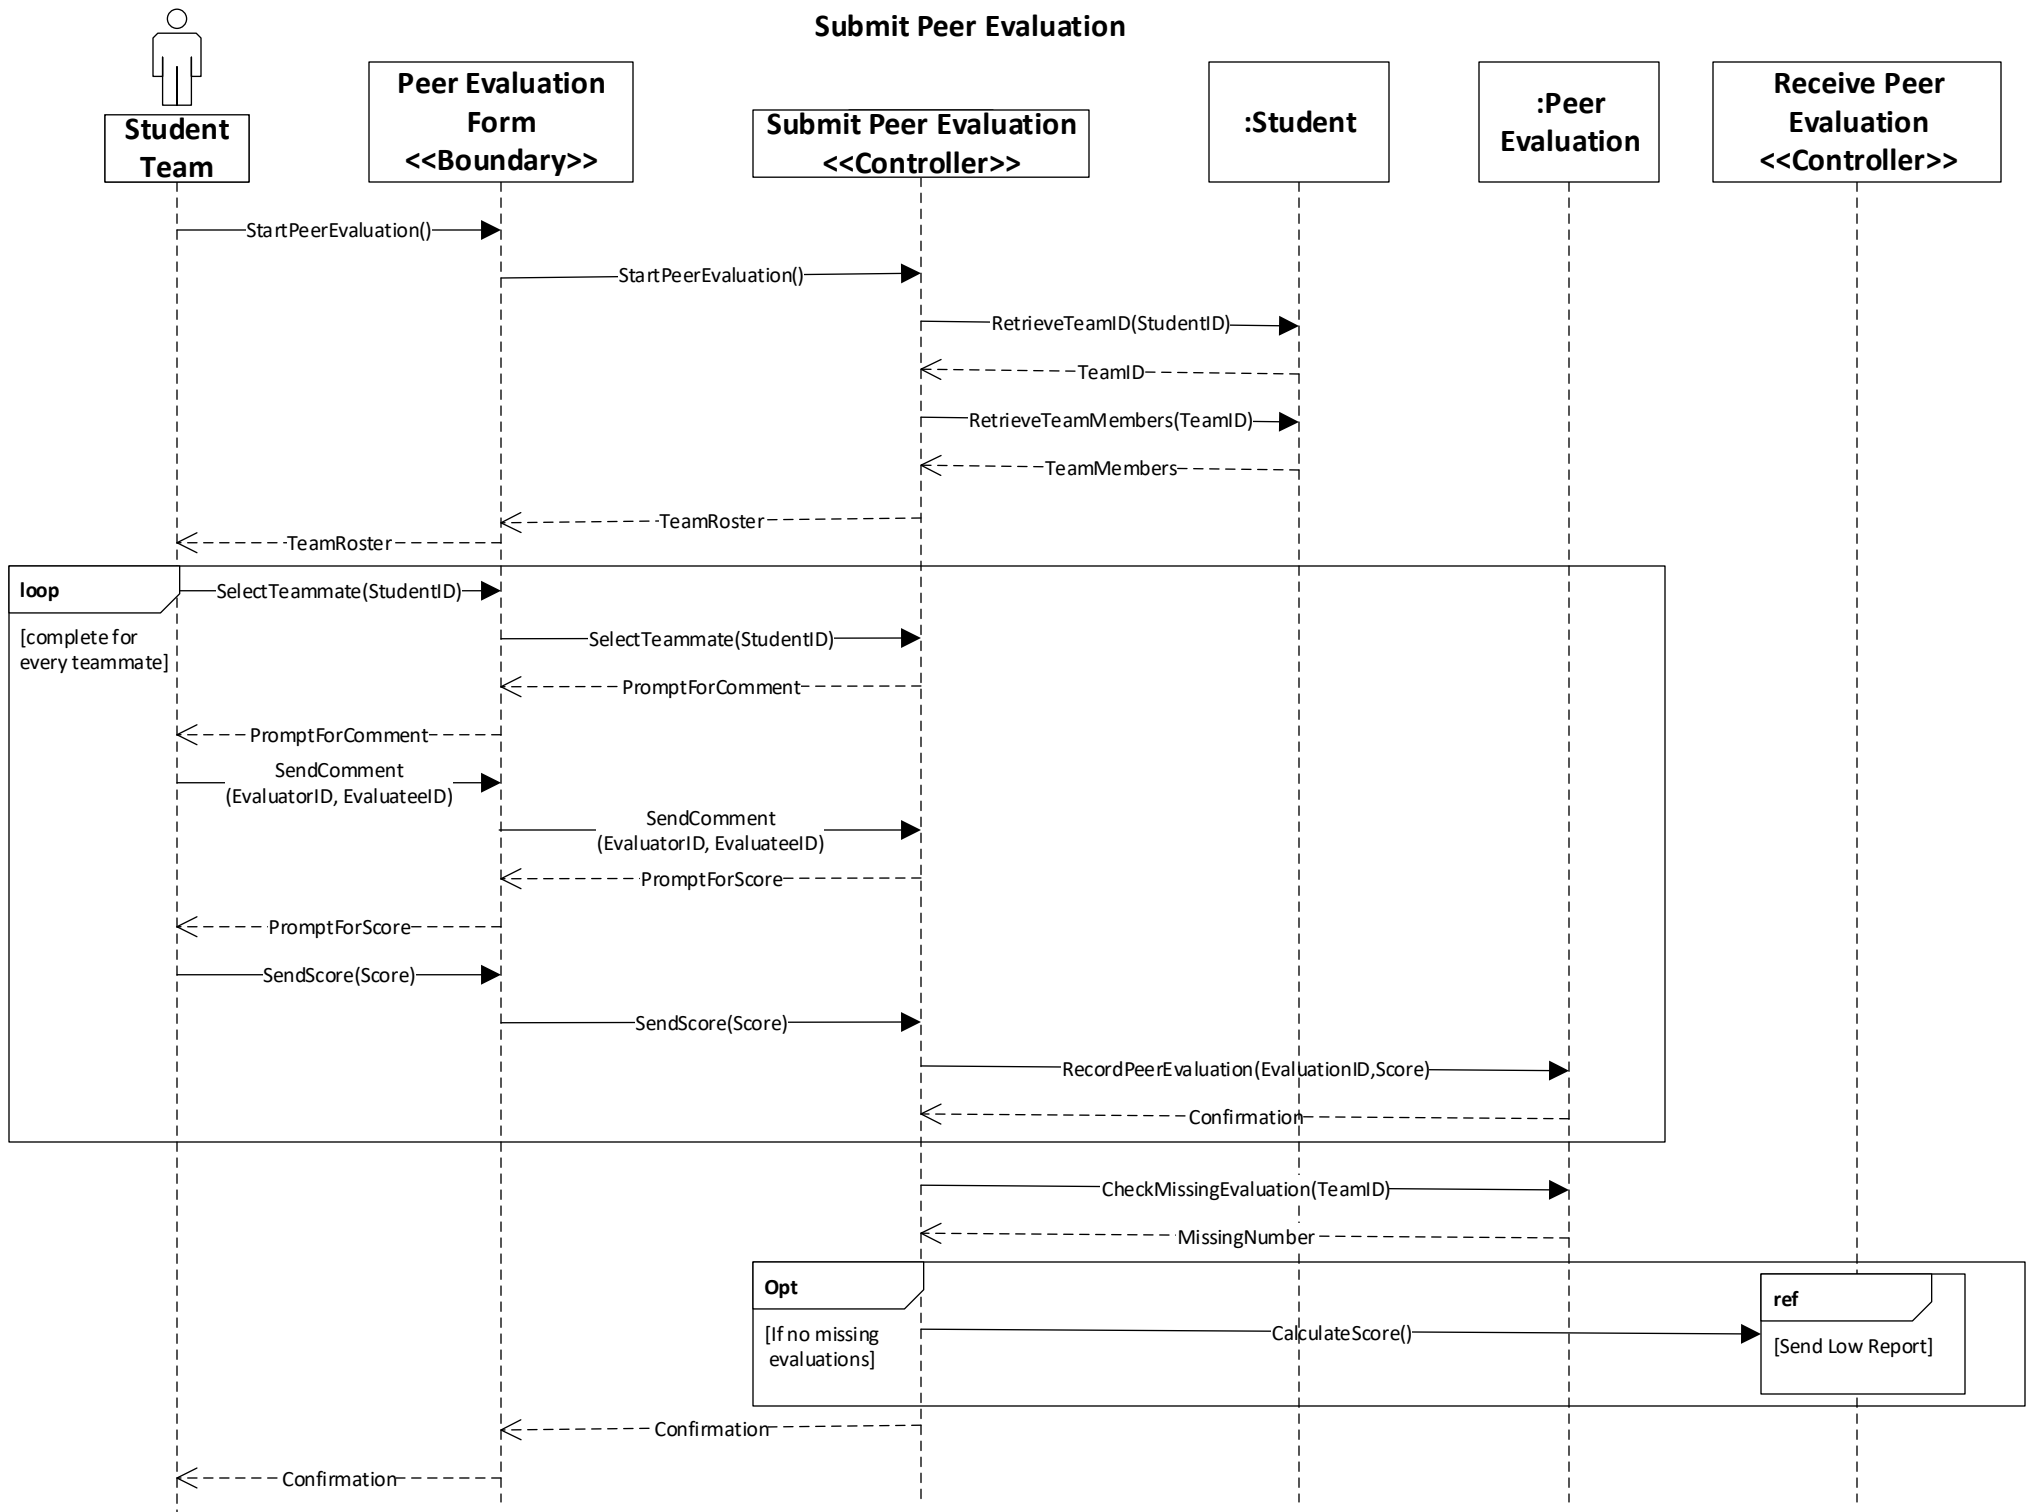 Submit Peer Evaluation
Student
Team
Peer Evaluation
Form
<<Boundary>>
Submit Peer Evaluation
<<Controller>>
:Student
:Peer
Evaluation
Receive Peer
Evaluation
<<Controller>>
StartPeerEvaluation()
StartPeerEvaluation()
RetrieveTeamID(StudentID)
TeamID
RetrieveTeamMembers(TeamID)
TeamMembers
TeamRoster
TeamRoster
loop
[complete for
every teammate]
SelectTeammate(StudentID)
SelectTeammate(StudentID)
PromptForComment
PromptForComment
SendComment
(EvaluatorID, EvaluateeID)
SendComment
(EvaluatorID, EvaluateeID)
PromptForScore
PromptForScore
SendScore(Score)
SendScore(Score)
RecordPeerEvaluation(EvaluationID,Score)
Confirmation
CheckMissingEvaluation(TeamID)
MissingNumber
Opt
[If no missing
evaluations]
CalculateScore()
ref
[Send Low Report]
Confirmation
Confirmation